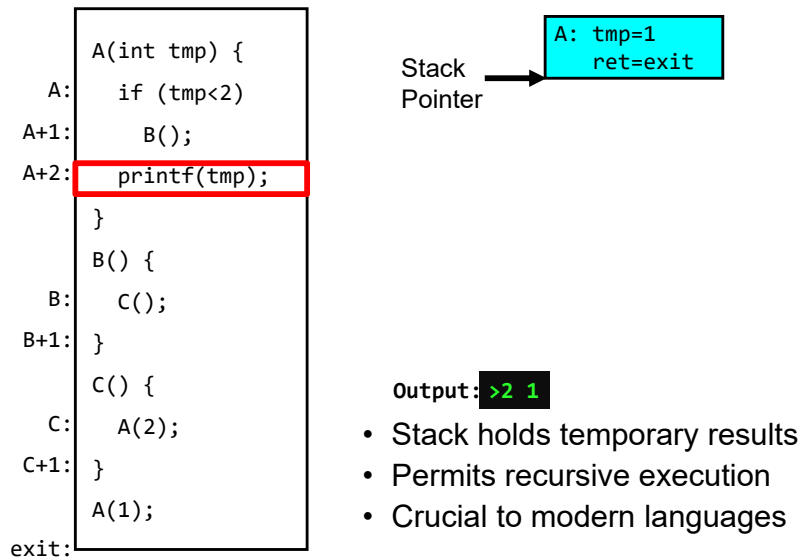 A(int tmp) {
A: if (tmp<2)
A+1: B();
A+2: printf(tmp);
}
B() {
B: C();
B+1: }
C() {
C: A(2);
C+1: }
A(1);
exit:
Stack
Pointer
A: tmp=1
ret=exit
Output: >2 1
• Stack holds temporary results
• Permits recursive execution
• Crucial to modern languages